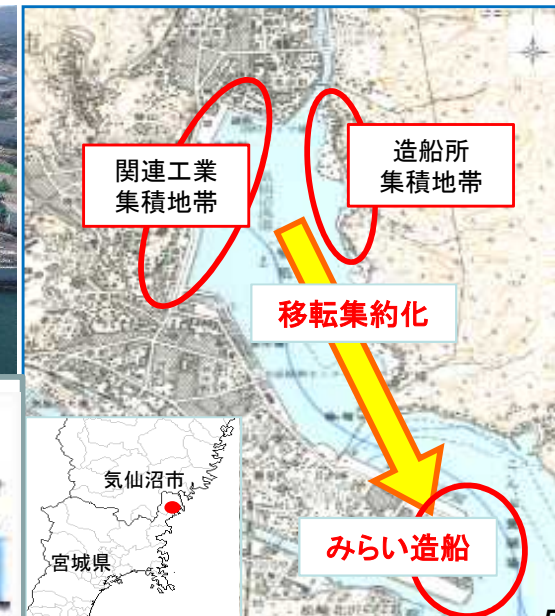 関連工業
集積地帯
造船所
集積地帯
移転集約化
みらい造船
気仙沼市
宮城県